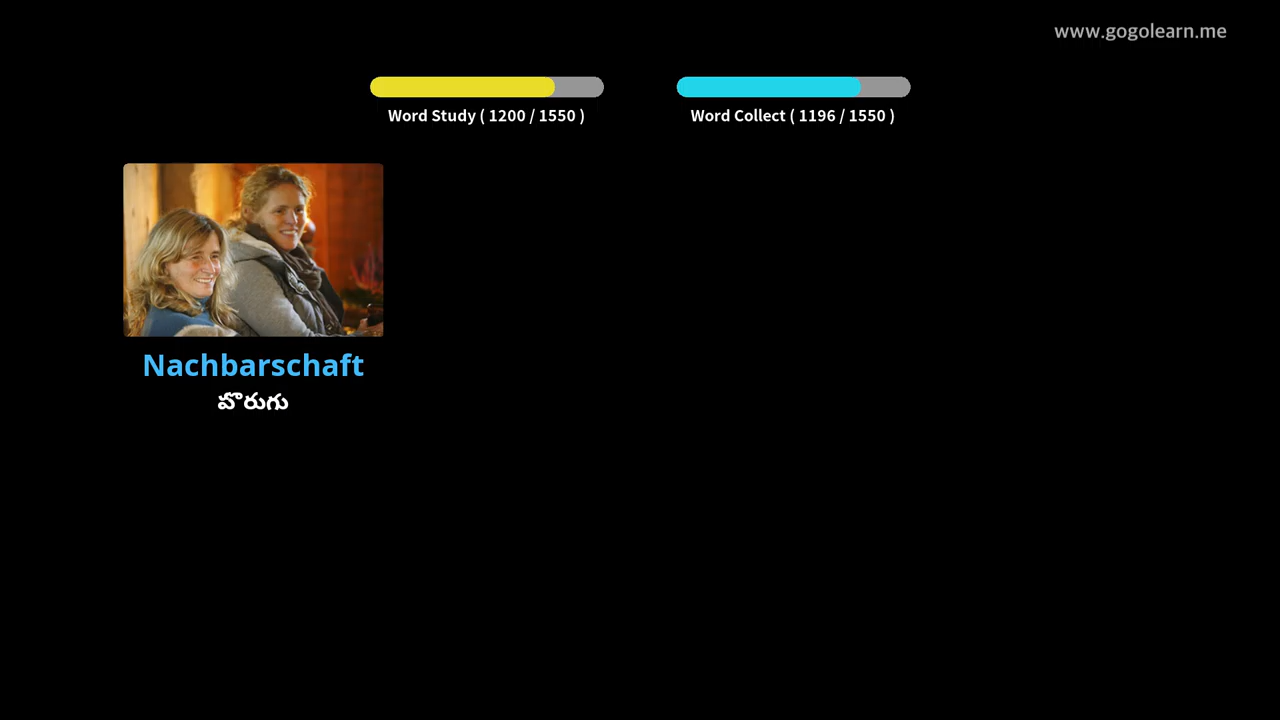 www.gogolearn.me
Word Study ( 1200 / 1550 )
Word Collect ( 1196 / 1550 )
Nachbarschaft
పొరుగు